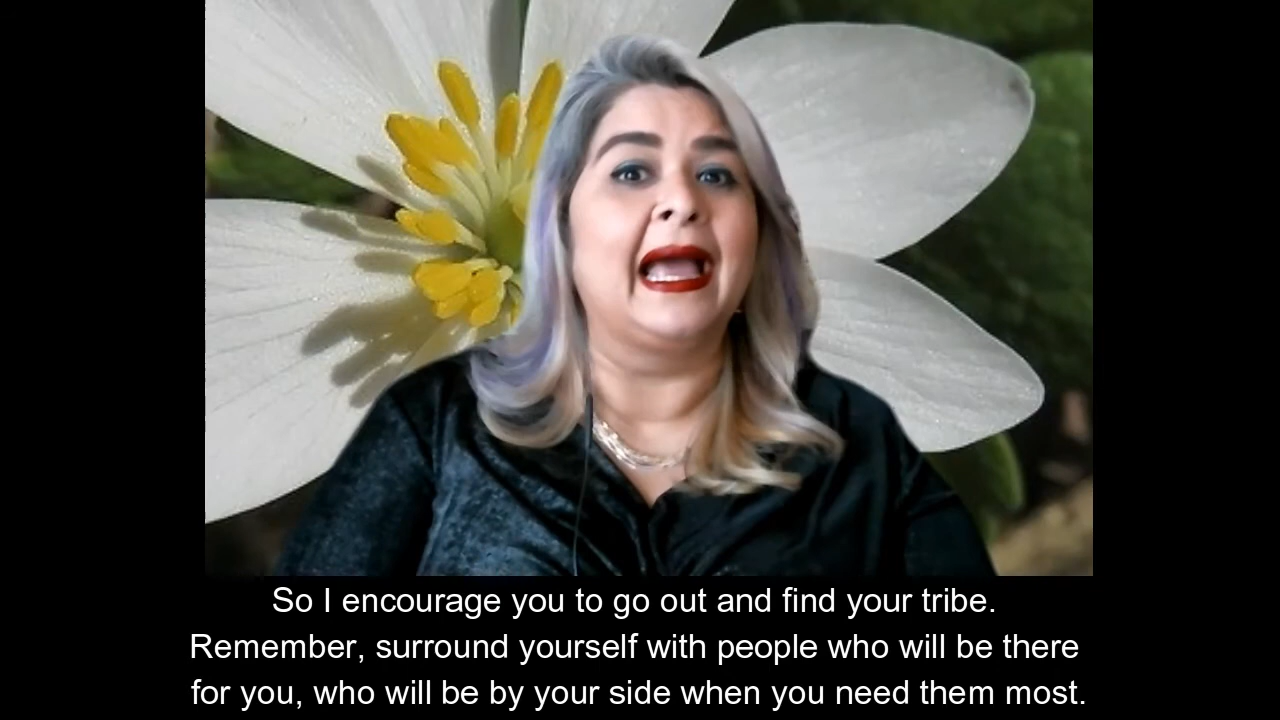 So I encourage you to go out and find your tribe.
Remember, surround yourself with people who will be there
for you, who will be by your side when you need them most.